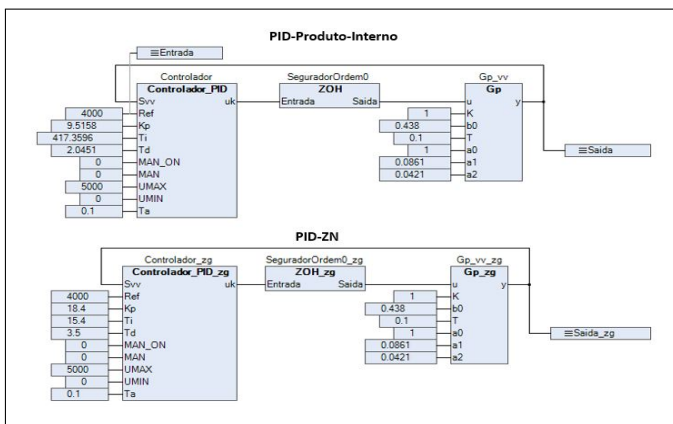 PID-Produto-Interno
Entrada
Controlador SeguradorOrdem0 Gp_vv
Controlador_PID ZOH Gp
Svv uk Entrada Saida u y
4000 Ref 1 K
9.5158 Kp 0.438 b0
417.3596 Ti 0.1 T
2.0451 Td 1 a0 Saida
0 MAN_ON 0.0861 a1
0 MAN 0.0421 a2
5000 UMAX
0 UMIN
0.1 Ta
PID-ZN
Controlador_zg SeguradorOrdem0_zg Gp_vv_zg
Controlador_PID_zg ZOH_zg Gp_zg
Svv uk Entrada Saida u y
4000 Ref 1 K
18.4 Kp 0.438 b0
15.4 Ti 0.1 T
3.5 Td 1 a0 Saida_zg
0 MAN_ON 0.0861 a1
0 MAN 0.0421 a2
5000 UMAX
0 UMIN
0.1 Ta